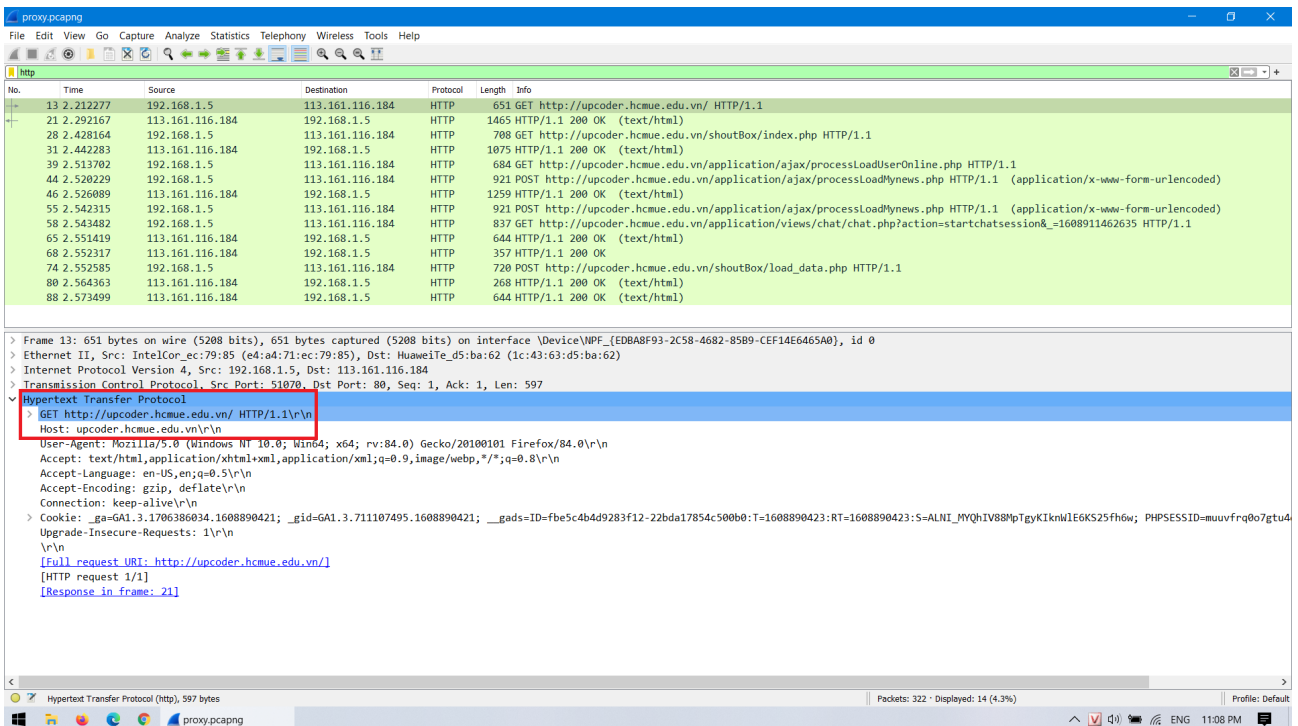 proxy.pcapng
File Edit View Go Capture Analyze Statistics Telephony Wireless Tools Help
http
No. Time Source Destination Protocol Length Info
13 2.212277 192.168.1.5 113.161.116.184 HTTP 651 GET http://upcoder.hcmue.edu.vn/ HTTP/1.1
21 2.292167 113.161.116.184 192.168.1.5 HTTP 1465 HTTP/1.1 200 OK (text/html)
28 2.428164 192.168.1.5 113.161.116.184 HTTP 708 GET http://upcoder.hcmue.edu.vn/shoutBox/index.php HTTP/1.1
31 2.442283 113.161.116.184 192.168.1.5 HTTP 1075 HTTP/1.1 200 OK (text/html)
39 2.513702 192.168.1.5 113.161.116.184 HTTP 684 GET http://upcoder.hcmue.edu.vn/application/ajax/processLoadUserOnline.php HTTP/1.1
44 2.520229 192.168.1.5 113.161.116.184 HTTP 921 POST http://upcoder.hcmue.edu.vn/application/ajax/processLoadMynews.php HTTP/1.1 (application/x-www-form-urlencoded)
46 2.526089 113.161.116.184 192.168.1.5 HTTP 1259 HTTP/1.1 200 OK (text/html)
55 2.542315 192.168.1.5 113.161.116.184 HTTP 921 POST http://upcoder.hcmue.edu.vn/application/ajax/processLoadMynews.php HTTP/1.1 (application/x-www-form-urlencoded)
58 2.543482 192.168.1.5 113.161.116.184 HTTP 837 GET http://upcoder.hcmue.edu.vn/application/views/chat/chat.php?action=startchatsession&_=1608911462635 HTTP/1.1
65 2.551419 113.161.116.184 192.168.1.5 HTTP 644 HTTP/1.1 200 OK (text/html)
68 2.552317 113.161.116.184 192.168.1.5 HTTP 357 HTTP/1.1 200 OK
74 2.552585 192.168.1.5 113.161.116.184 HTTP 720 POST http://upcoder.hcmue.edu.vn/shoutBox/load_data.php HTTP/1.1
80 2.564363 113.161.116.184 192.168.1.5 HTTP 268 HTTP/1.1 200 OK (text/html)
88 2.573499 113.161.116.184 192.168.1.5 HTTP 644 HTTP/1.1 200 OK (text/html)
Frame 13: 651 bytes on wire (5208 bits), 651 bytes captured (5208 bits) on interface \Device\NPF_{EDBA8F93-2C58-4682-85B9-CEF14E6465A0}, id 0
Ethernet II, Src: IntelCor_ec:79:85 (e4:a4:71:ec:79:85), Dst: HuaweiTe_d5:ba:62 (1c:43:63:d5:ba:62)
Internet Protocol Version 4, Src: 192.168.1.5, Dst: 113.161.116.184
Transmission Control Protocol, Src Port: 51070, Dst Port: 80, Seq: 1, Ack: 1, Len: 597
Hypertext Transfer Protocol
GET http://upcoder.hcmue.edu.vn/ HTTP/1.1\r\n
Host: upcoder.hcmue.edu.vn\r\n
User-Agent: Mozilla/5.0 (Windows NT 10.0; Win64; x64; rv:84.0) Gecko/20100101 Firefox/84.0\r\n
Accept: text/html,application/xhtml+xml,application/xml;q=0.9,image/webp,*/*;q=0.8\r\n
Accept-Language: en-US,en;q=0.5\r\n
Accept-Encoding: gzip, deflate\r\n
Connection: keep-alive\r\n
Cookie: _ga=GA1.3.1706386034.1608890421; _gid=GA1.3.711107495.1608890421; __gads=ID=fbe5c4b4d9283f12-22bda17854c500b0:T=1608890423:RT=1608890423:S=ALNI_MYQhIV88MpTgyKIknWlE6KS25fh6w; PHPSESSID=muuvfrq0o7gtu4
Upgrade-Insecure-Requests: 1\r\n
\r\n
[Full request URI: http://upcoder.hcmue.edu.vn/]
[HTTP request 1/1]
[Response in frame: 21]
Hypertext Transfer Protocol (http), 597 bytes Packets: 322 · Displayed: 14 (4.3%) Profile: Default
proxy.pcapng ENG 11:08 PM